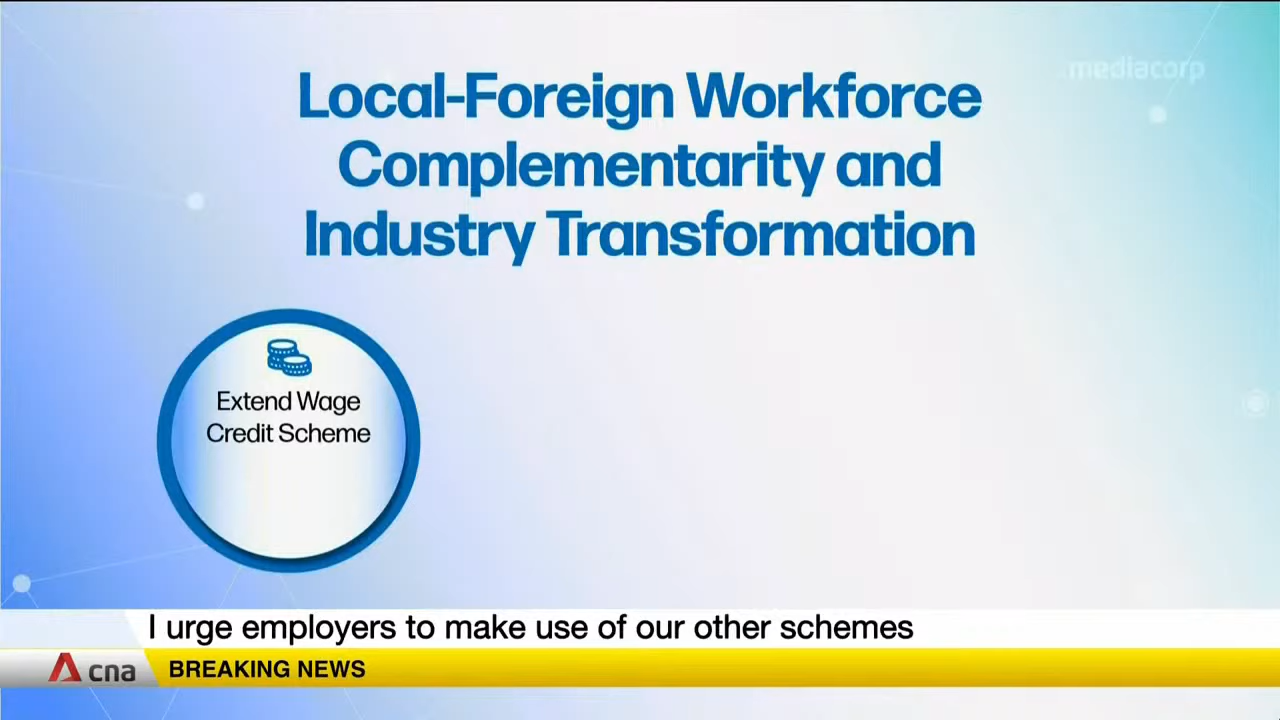 mediacorp
Local-Foreign Workforce
Complementarity and
Industry Transformation
Extend Wage
Credit Scheme
I urge employers to make use of our other schemes
cna
BREAKING NEWS